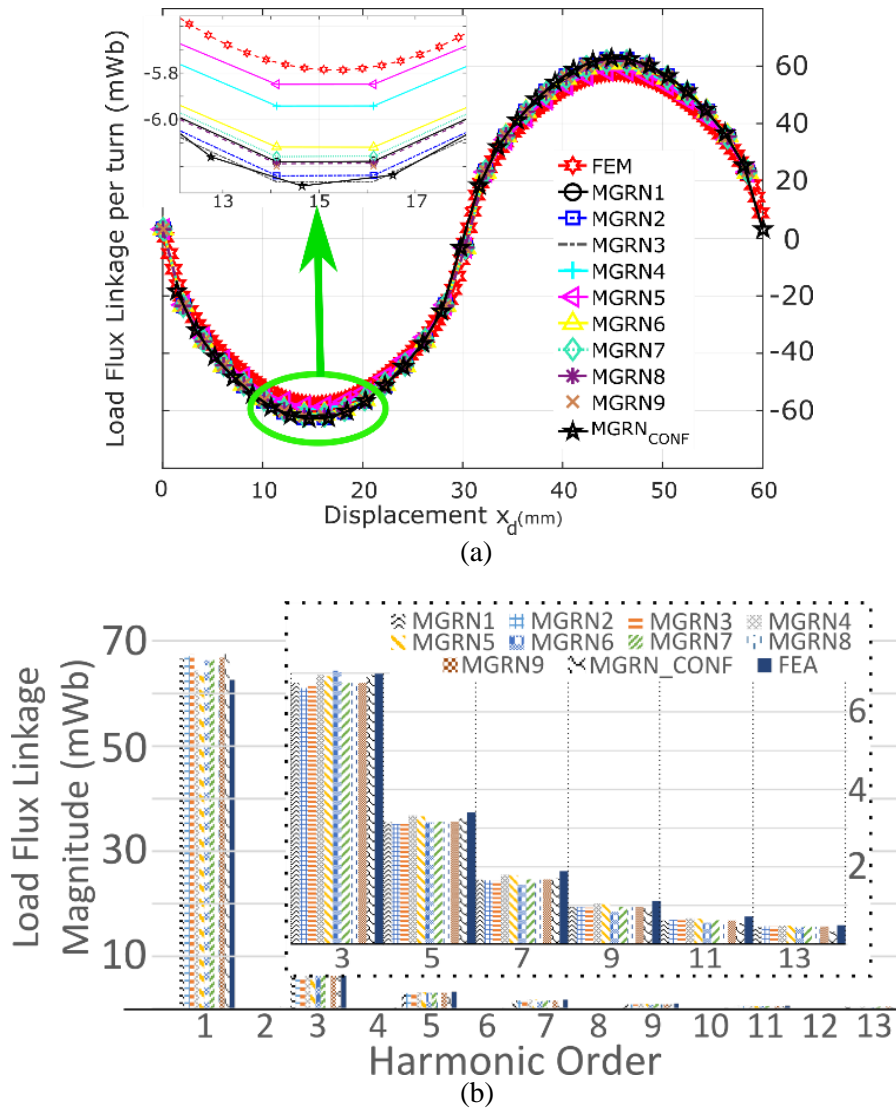 Load Flux Linkage per turn (mWb)
-5.8
-6.0
13
15
17
60
40
20
0
-20
-40
-60
FEM
MGRN1
MGRN2
MGRN3
MGRN4
MGRN5
MGRN6
MGRN7
MGRN8
MGRN9
MGRN_CONF
0 10 20 30 40 50 60
Displacement x_d(mm)
(a)
Load Flux Linkage
Magnitude (mWb)
70
50
30
10
MGRN1 MGRN2 MGRN3 MGRN4
MGRN5 MGRN6 MGRN7 MGRN8
MGRN9 MGRN_CONF FEA
6
4
2
3 5 7 9 11 13
1 2 3 4 5 6 7 8 9 10 11 12 13
Harmonic Order
(b)